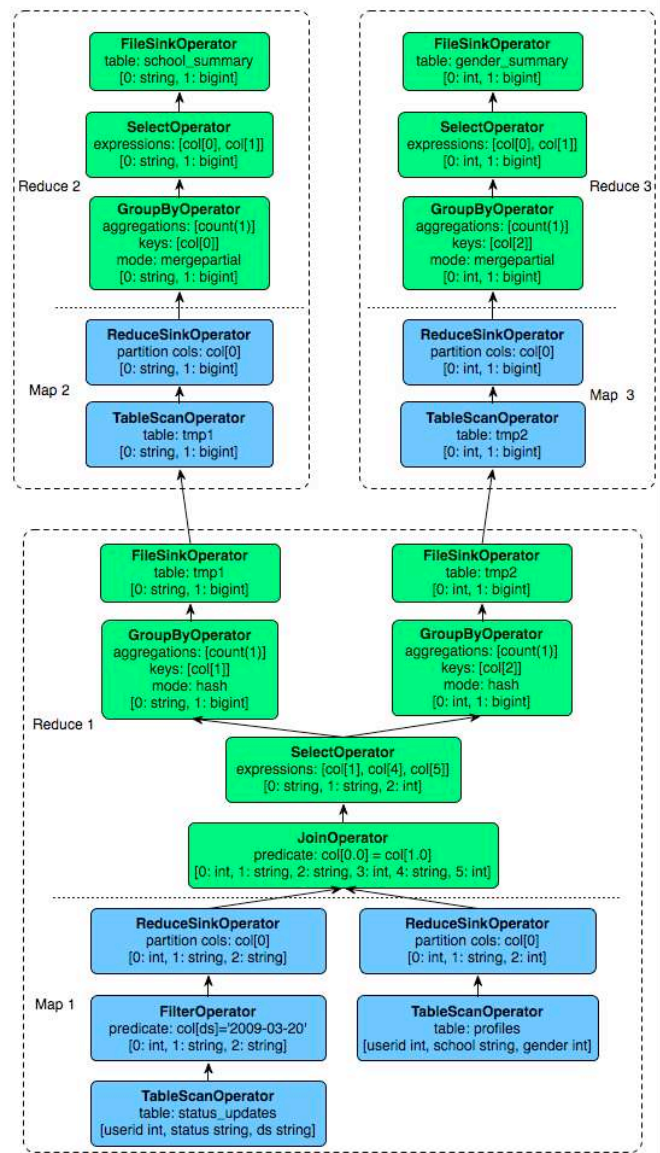 FileSinkOperator
table: school_summary
[0: string, 1: bigint]
SelectOperator
expressions: [col[0], col[1]]
[0: string, 1: bigint]
Reduce 2
GroupByOperator
aggregations: [count(1)]
keys: [col[0]]
mode: mergepartial
[0: string, 1: bigint]
ReduceSinkOperator
partition cols: col[0]
[0: string, 1: bigint]
Map 2
TableScanOperator
table: tmp1
[0: string, 1: bigint]
FileSinkOperator
table: gender_summary
[0: int, 1: bigint]
SelectOperator
expressions: [col[0], col[1]]
[0: int, 1: bigint]
Reduce 3
GroupByOperator
aggregations: [count(1)]
keys: [col[2]]
mode: mergepartial
[0: int, 1: bigint]
ReduceSinkOperator
partition cols: col[0]
[0: int, 1: bigint]
Map 3
TableScanOperator
table: tmp2
[0: int, 1: bigint]
FileSinkOperator
table: tmp1
[0: string, 1: bigint]
GroupByOperator
aggregations: [count(1)]
keys: [col[1]]
mode: hash
[0: string, 1: bigint]
FileSinkOperator
table: tmp2
[0: int, 1: bigint]
GroupByOperator
aggregations: [count(1)]
keys: [col[2]]
mode: hash
[0: int, 1: bigint]
Reduce 1
SelectOperator
expressions: [col[1], col[4], col[5]]
[0: string, 1: string, 2: int]
JoinOperator
predicate: col[0.0] = col[1.0]
[0: int, 1: string, 2: string, 3: int, 4: string, 5: int]
ReduceSinkOperator
partition cols: col[0]
[0: int, 1: string, 2: string]
ReduceSinkOperator
partition cols: col[0]
[0: int, 1: string, 2: int]
Map 1
FilterOperator
predicate: col[ds]='2009-03-20'
[0: int, 1: string, 2: string]
TableScanOperator
table: profiles
[userid int, school string, gender int]
TableScanOperator
table: status_updates
[userid int, status string, ds string]